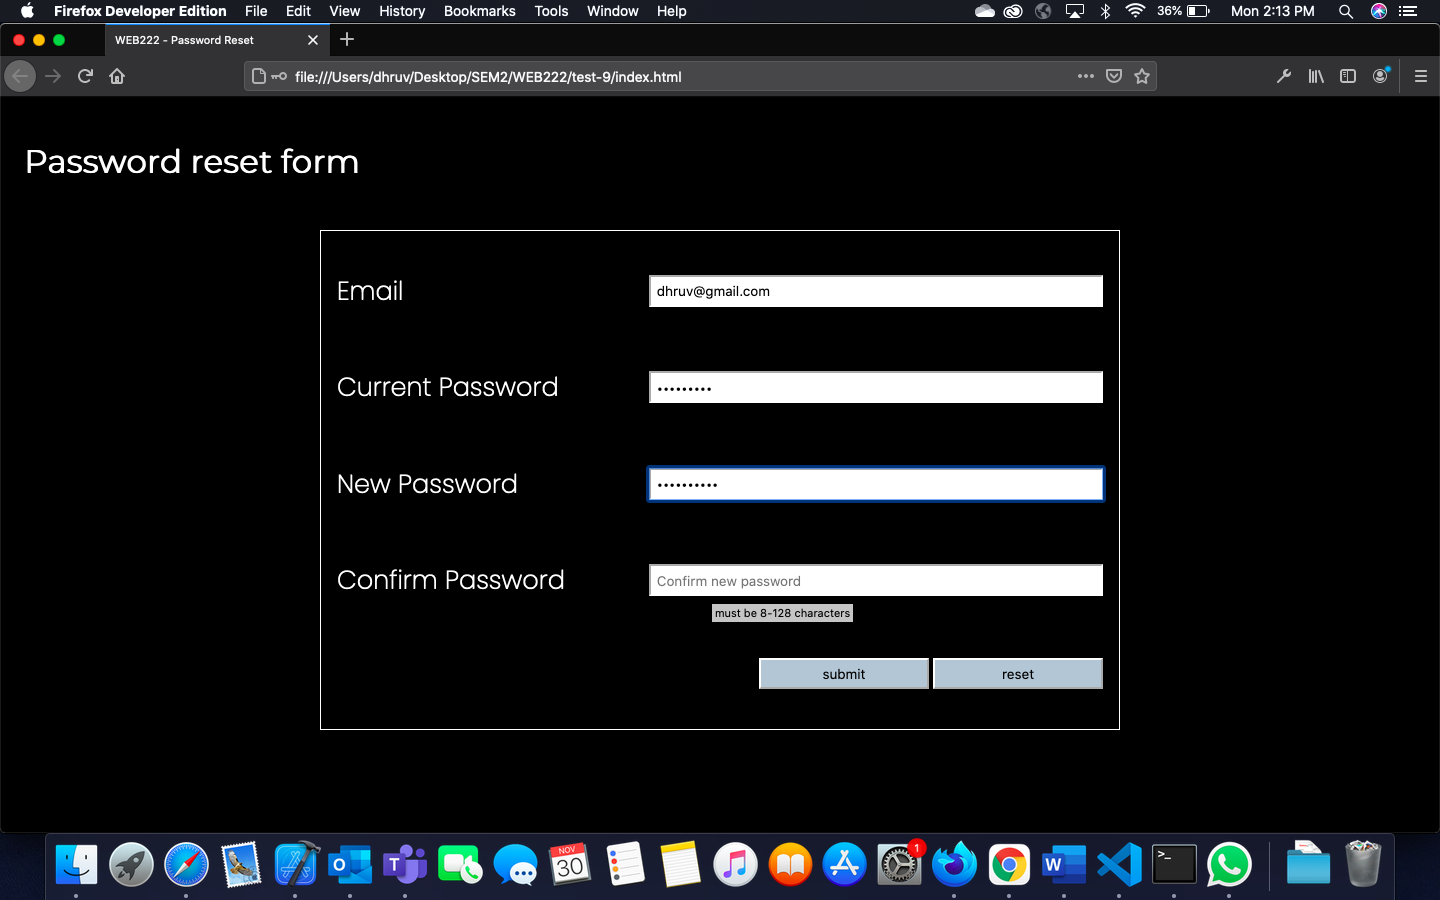 Firefox Developer Edition File Edit View History Bookmarks Tools Window Help 36% Mon 2:13 PM
WEB222 - Password Reset
file:///Users/dhruv/Desktop/SEM2/WEB222/test-9/index.html
Password reset form
Email dhruv@gmail.com
Current Password •••••••••
New Password ••••••••••
Confirm Password Confirm new password
must be 8-128 characters
submit reset
NOV
30
1